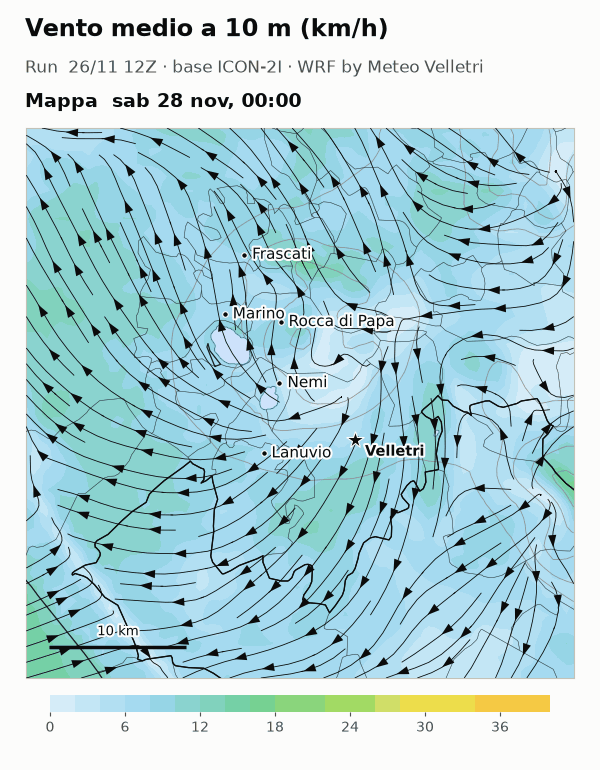 Vento medio a 10 m (km/h)
Run  26/11 12Z · base ICON-2I · WRF by Meteo Velletri
Mappa  sab 28 nov, 00:00
Frascati
Marino
Rocca di Papa
Nemi
Velletri
Lanuvio
10 km
0 6 12 18 24 30 36